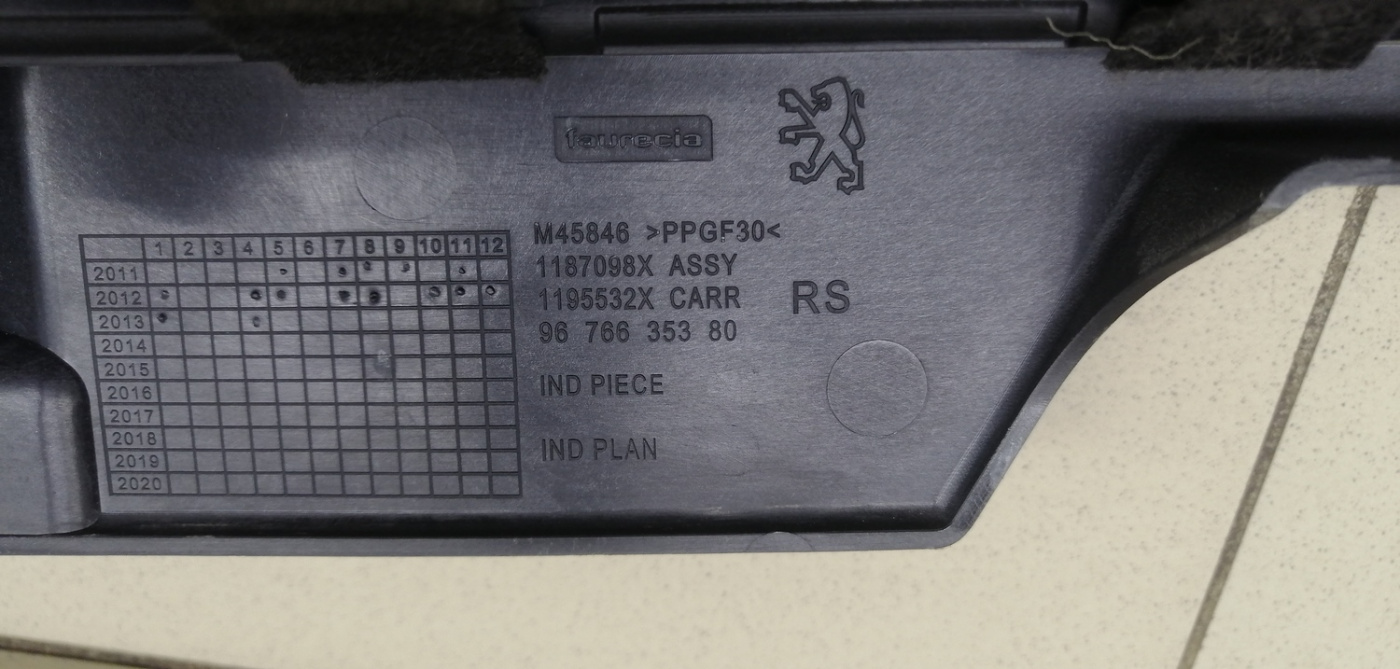 faurecia
M45846 >PPGF30<
1187098X ASSY
1195532X CARR RS
96 766 353 80
IND PIECE
IND PLAN
1 2 3 4 5 6 7 8 9 10 11 12
2011
2012
2013
2014
2015
2016
2017
2018
2019
2020